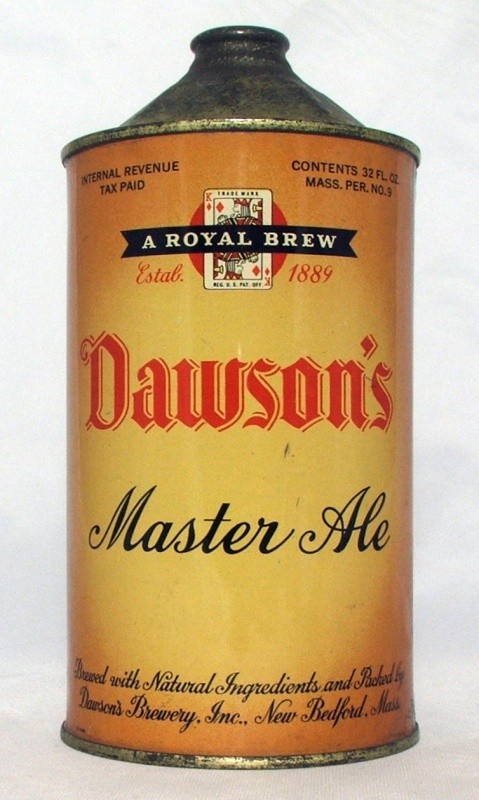 INTERNAL REVENUE
TAX PAID
CONTENTS 32 FL. OZ.
MASS. PER. NO. 9
TRADE MARK
K
A ROYAL BREW
K
REG. U. S. PAT. OFF.
Estab. 1889
Dawson's
Master Ale
Brewed with Natural Ingredients and Packed by
Dawson's Brewery, Inc., New Bedford, Mass.